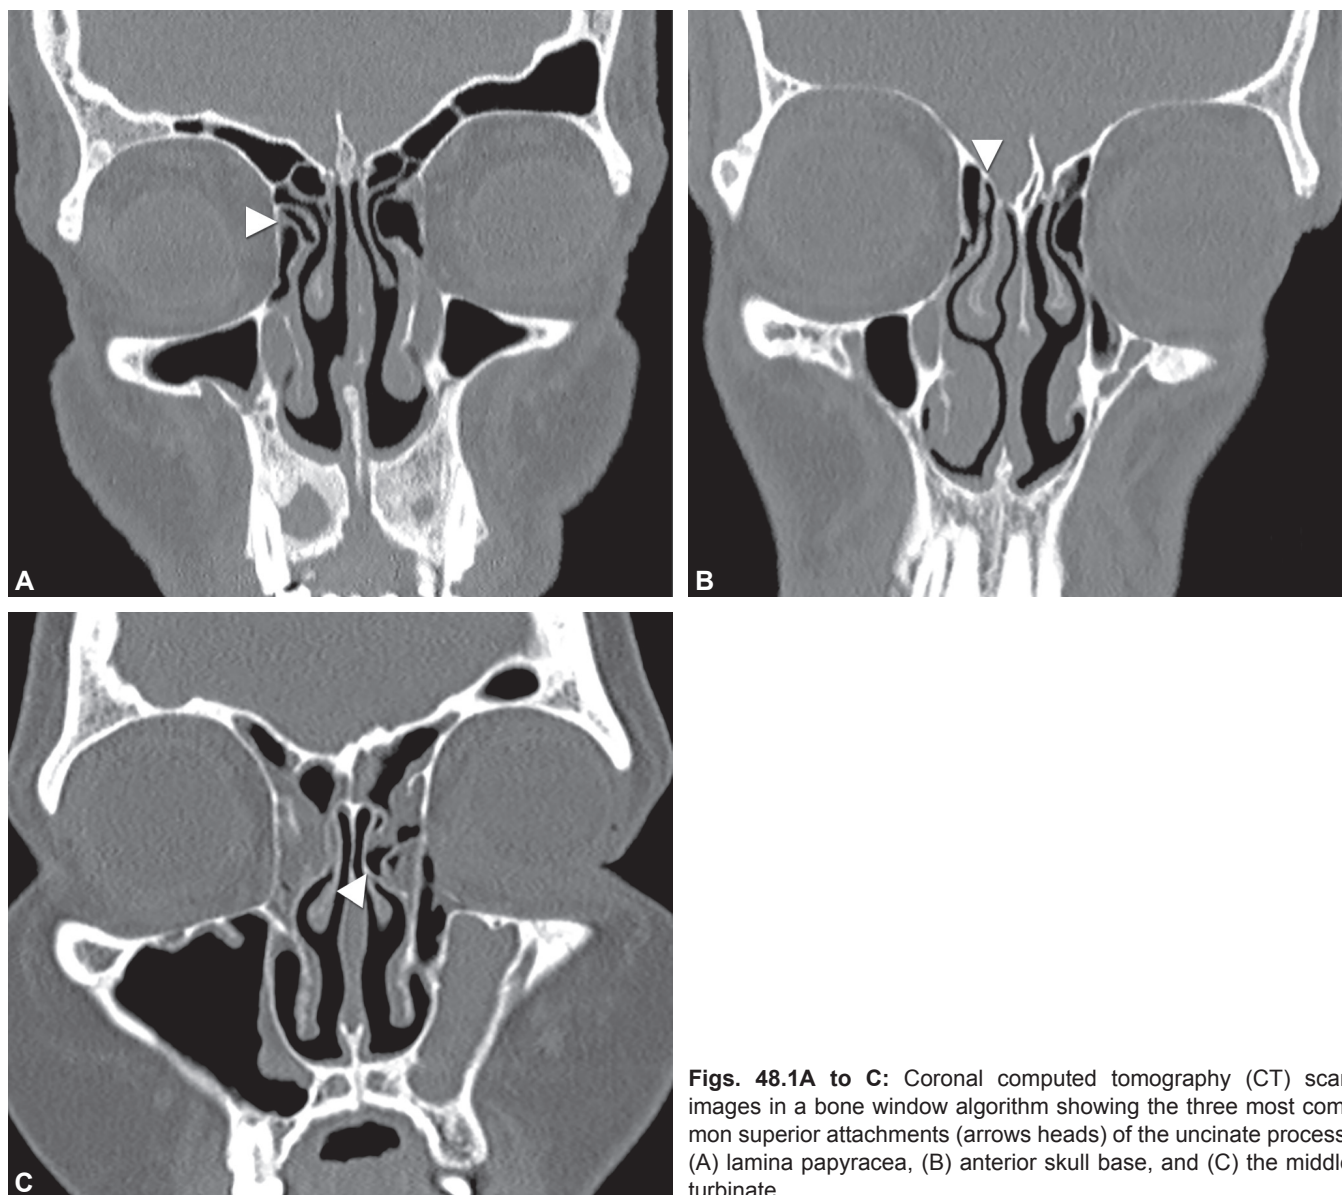 A
B
C
Figs. 48.1A to C: Coronal computed tomography (CT) scan
images in a bone window algorithm showing the three most com-
mon superior attachments (arrows heads) of the uncinate process
(A) lamina papyracea, (B) anterior skull base, and (C) the middle
turbinate